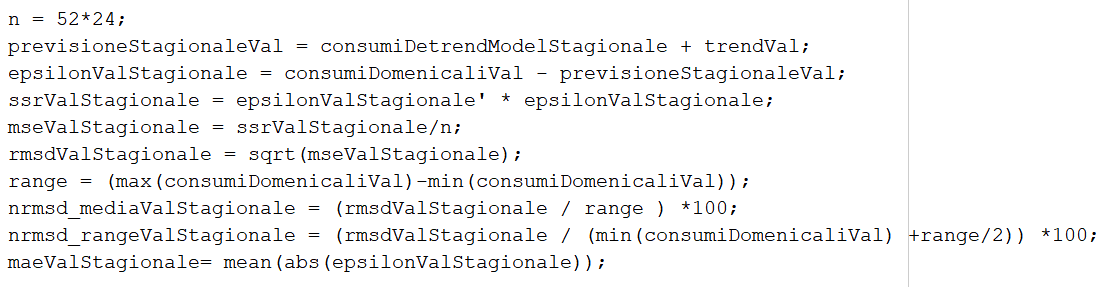 n = 52*24;
previsioneStagionaleVal = consumiDetrendModelStagionale + trendVal;
epsilonValStagionale = consumiDomenicaliVal - previsioneStagionaleVal;
ssrValStagionale = epsilonValStagionale' * epsilonValStagionale;
mseValStagionale = ssrValStagionale/n;
rmsdValStagionale = sqrt(mseValStagionale);
range = (max(consumiDomenicaliVal)-min(consumiDomenicaliVal));
nrmsd_mediaValStagionale = (rmsdValStagionale / range ) *100;
nrmsd_rangeValStagionale = (rmsdValStagionale / (min(consumiDomenicaliVal) +range/2)) *100;
maeValStagionale= mean(abs(epsilonValStagionale));